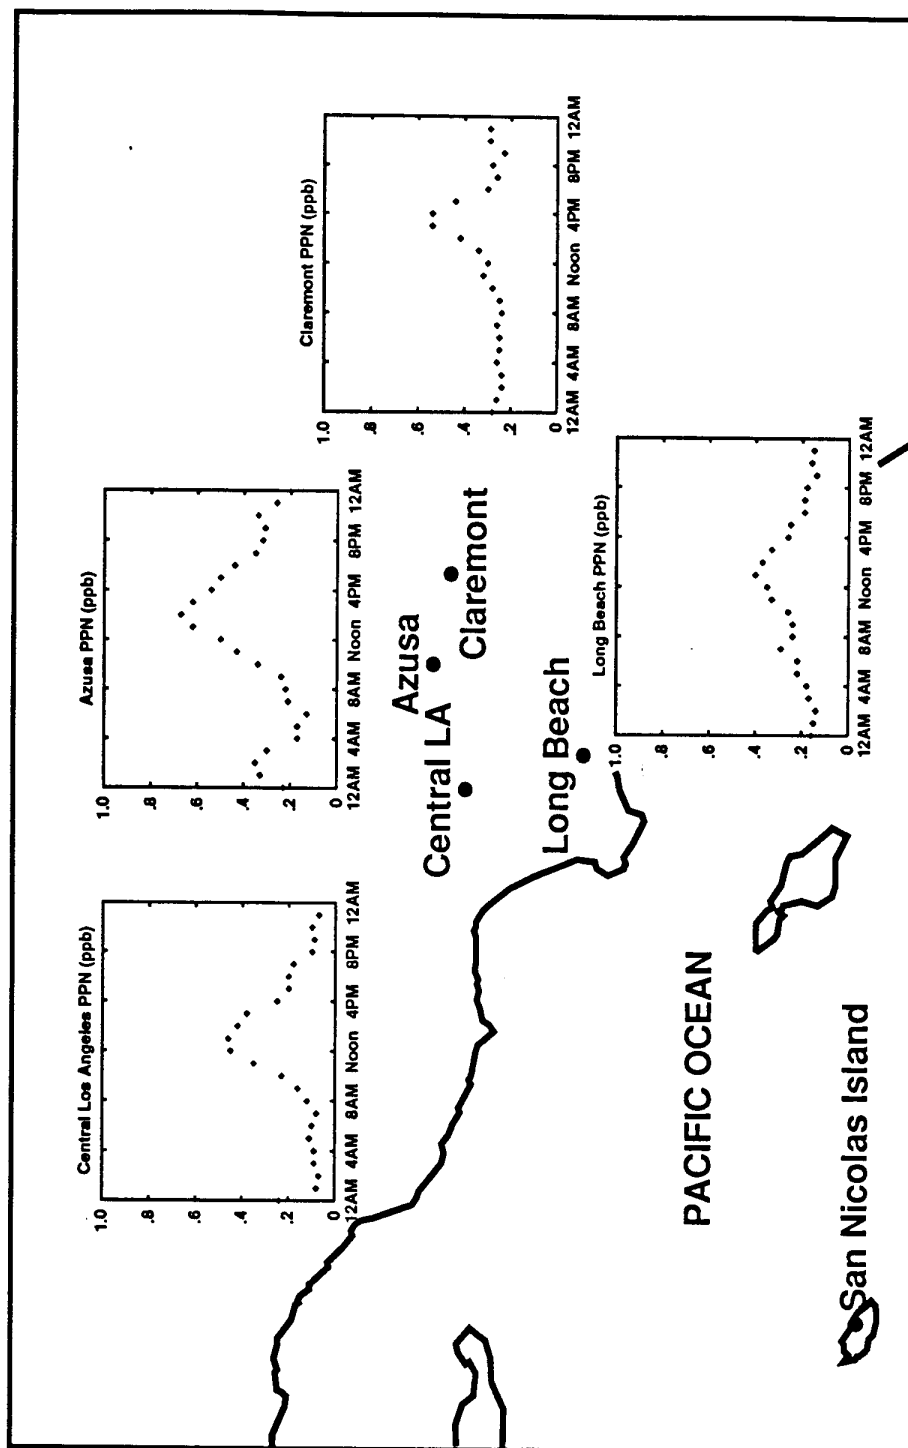 Central Los Angeles PPN (ppb)
1.0
.8
.6
.4
.2
0
12AM 4AM 8AM Noon 4PM 8PM 12AM
Azusa PPN (ppb)
1.0
.8
.6
.4
.2
0
12AM 4AM 8AM Noon 4PM 8PM 12AM
Claremont PPN (ppb)
1.0
.8
.6
.4
.2
0
12AM 4AM 8AM Noon 4PM 8PM 12AM
Azusa
Central LA
Claremont
Long Beach
Long Beach PPN (ppb)
1.0
.8
.6
.4
.2
0
12AM 4AM 8AM Noon 4PM 8PM 12AM
PACIFIC OCEAN
San Nicolas Island